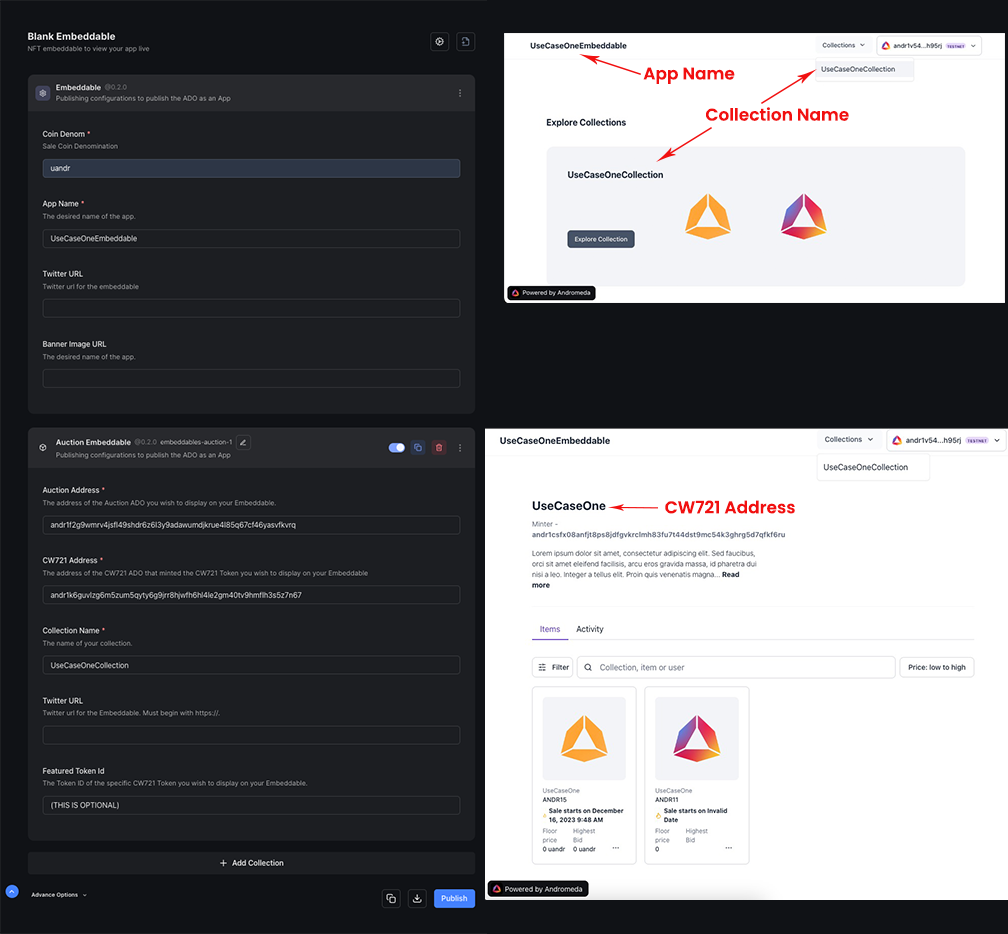 Blank Embeddable
NFT embeddable to view your app live
Embeddable @0.2.0
Publishing configurations to publish the ADO as an App
Coin Denom *
Sale Coin Denomination
uandr
App Name *
The desired name of the app.
UseCaseOneEmbeddable
Twitter URL
Twitter url for the embeddable
Banner Image URL
The desired name of the app.
Auction Embeddable @0.2.0 embeddables-auction-1
Publishing configurations to publish the ADO as an App
Auction Address *
The address of the Auction ADO you wish to display on your Embeddable.
andr1f2g9wmrv4jsfl49shdr6z6l3y9adawumdjkrue4l85q67cf46yasvfkvrq
CW721 Address *
The address of the CW721 ADO that minted the CW721 Token you wish to display on your Embeddable
andr1k6guvlzg6m5zum5qyty6g9jrr8hjwfh6hl4le2gm40tv9hmflh3s5z7n67
Collection Name *
The name of your collection.
UseCaseOneCollection
Twitter URL
Twitter url for the Embeddable. Must begin with https://.
Featured Token Id
The Token ID of the specific CW721 Token you wish to display on your Embeddable.
(THIS IS OPTIONAL)
+ Add Collection
Advance Options
Publish
UseCaseOneEmbeddable
Collections
andr1v54...h95rj TESTNET
UseCaseOneCollection
App Name
Collection Name
Explore Collections
UseCaseOneCollection
Explore Collection
Powered by Andromeda
UseCaseOneEmbeddable
Collections
andr1v54...h95rj TESTNET
UseCaseOneCollection
UseCaseOne
CW721 Address
Minter -
andr1csfx08anfjt8ps8jdfgvkrclmh83fu7t44dst9mc54k3ghrg5d7qfkf6ru
Lorem ipsum dolor sit amet, consectetur adipiscing elit. Sed faucibus,
orci sit amet eleifend facilisis, arcu eros gravida massa, id pharetra dui
nisi a leo. Integer a tellus elit. Proin quis venenatis magna... Read
more
Items Activity
Filter
Collection, item or user
Price: low to high
UseCaseOne
ANDR15
Sale starts on December
16, 2023 9:48 AM
Floor Highest
price Bid
0 uandr 0 uandr ...
UseCaseOne
ANDR11
Sale starts on Invalid
Date
Floor Highest
price Bid
0 ...
Powered by Andromeda